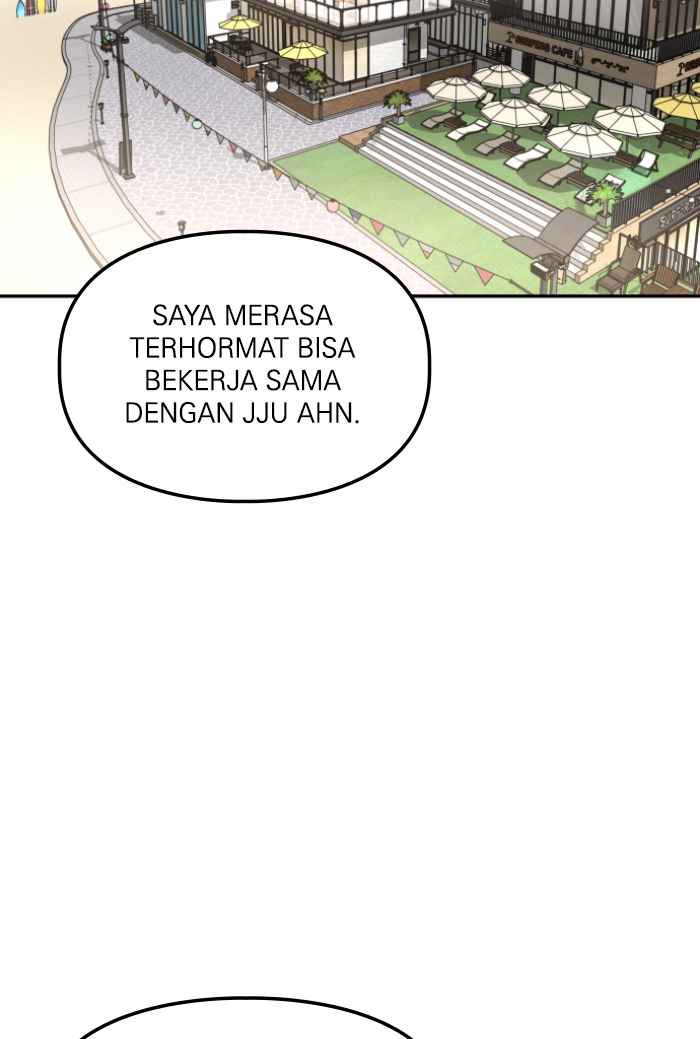 SAYA MERASA
TERHORMAT BISA
BEKERJA SAMA
DENGAN JJU AHN.